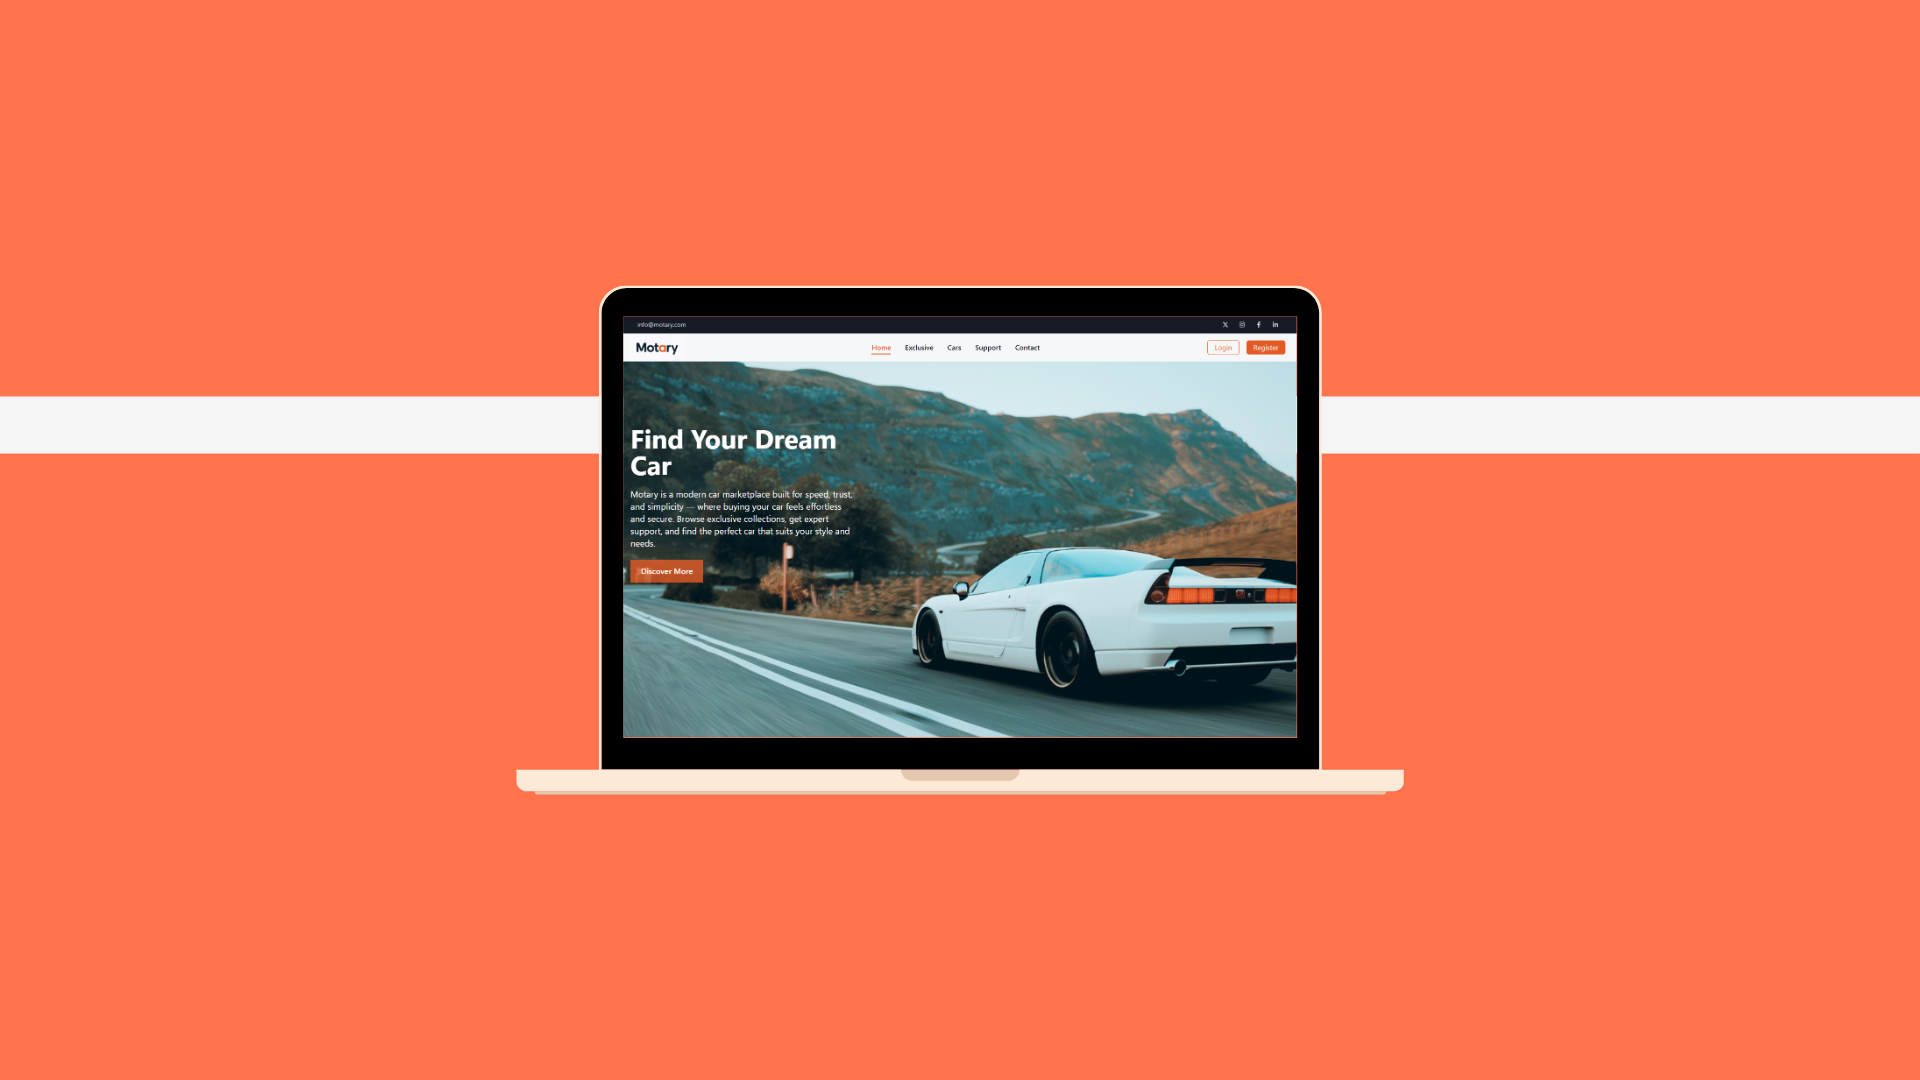 info@motary.com
Motary
Home Exclusive Cars Support Contact
Login Register
Find Your Dream
Car
Motary is a modern car marketplace built for speed, trust,
and simplicity — where buying your car feels effortless
and secure. Browse exclusive collections, get expert
support, and find the perfect car that suits your style and
needs.
Discover More